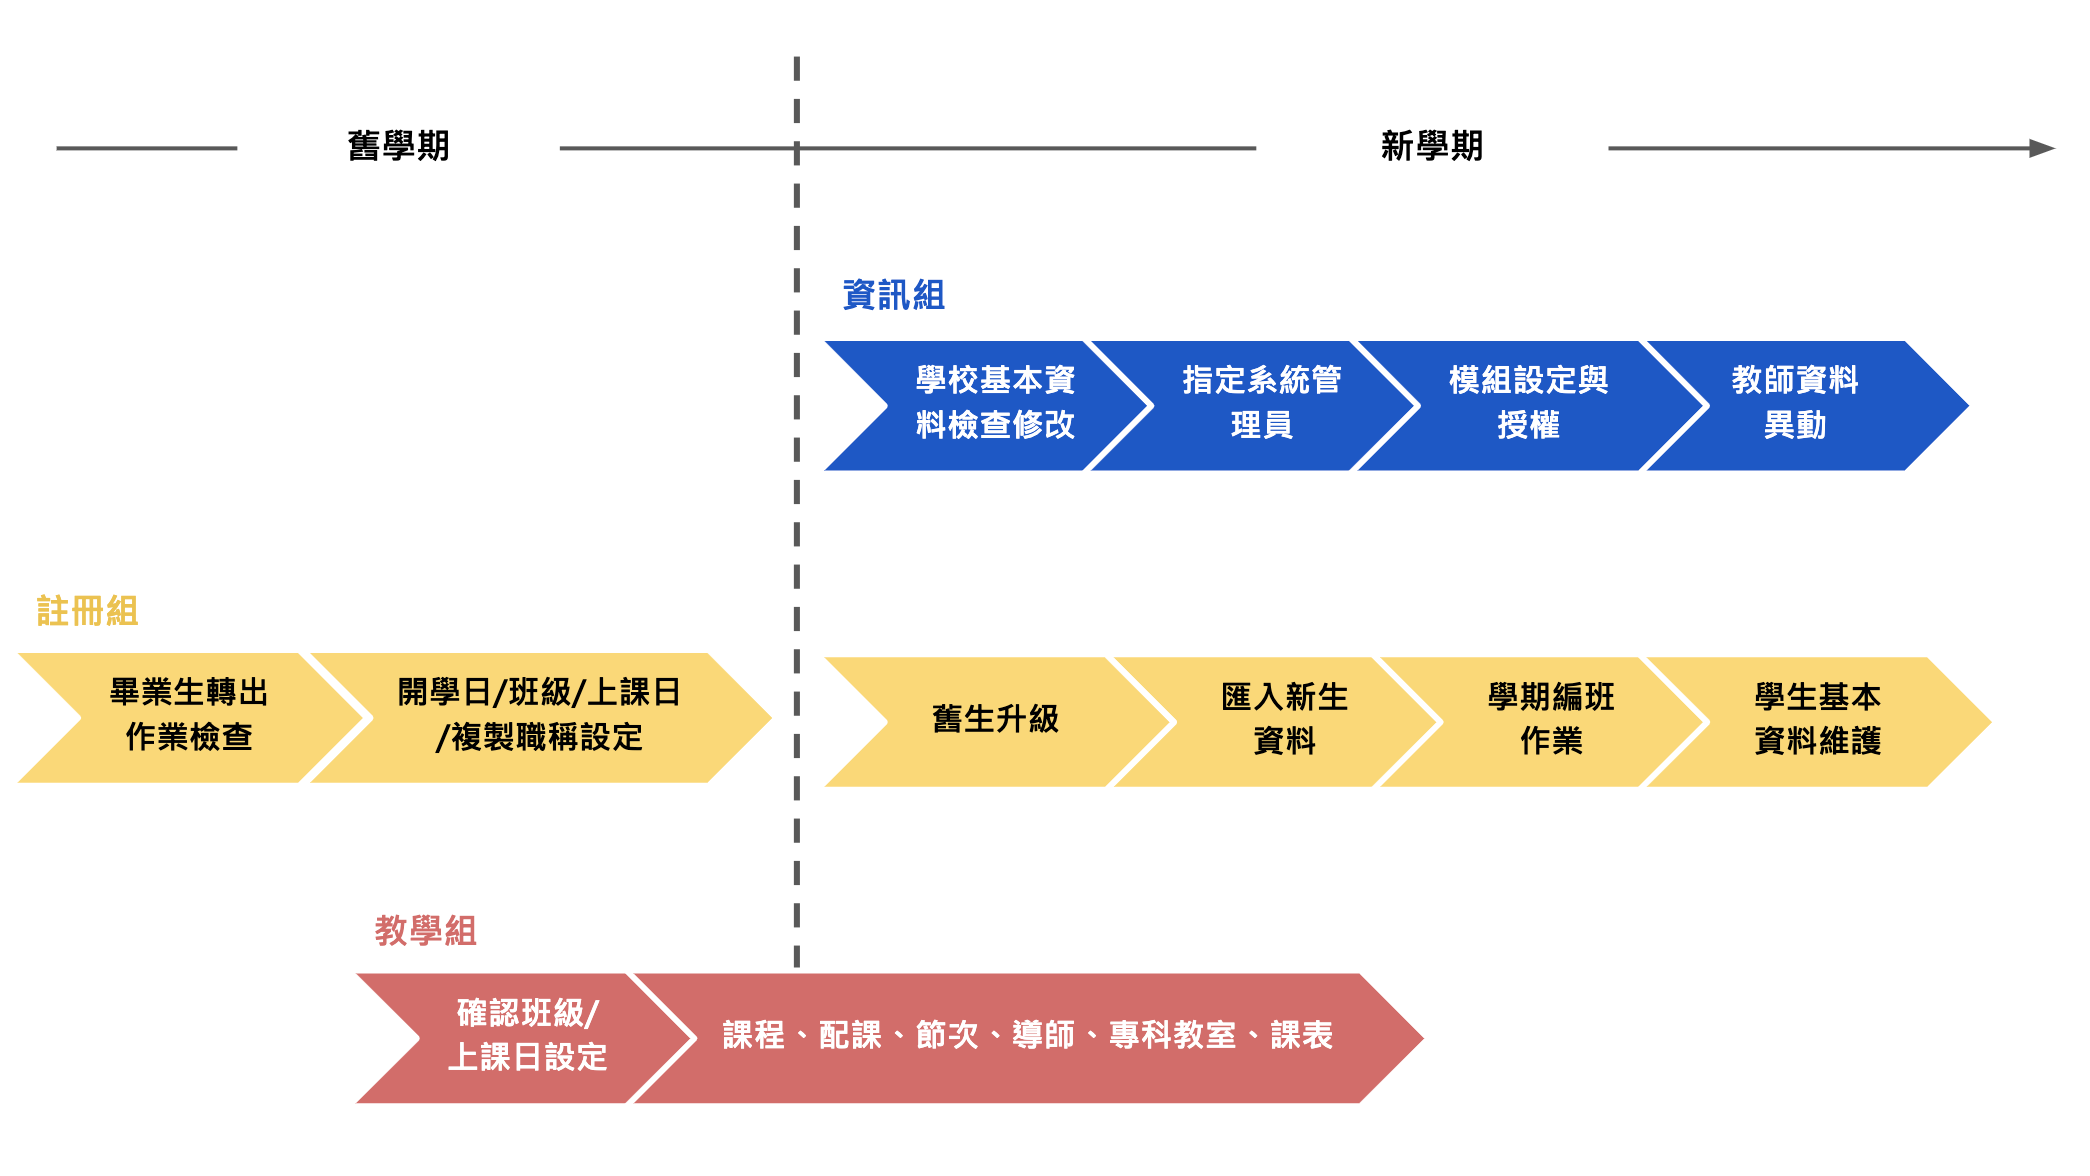 舊學期
新學期
資訊組
學校基本資
料檢查修改
指定系統管
理員
模組設定與
授權
教師資料
異動
註冊組
畢業生轉出
作業檢查
開學日/班級/上課日
/複製職稱設定
舊生升級
匯入新生
資料
學期編班
作業
學生基本
資料維護
教學組
確認班級/
上課日設定
課程、配課、節次、導師、專科教室、課表